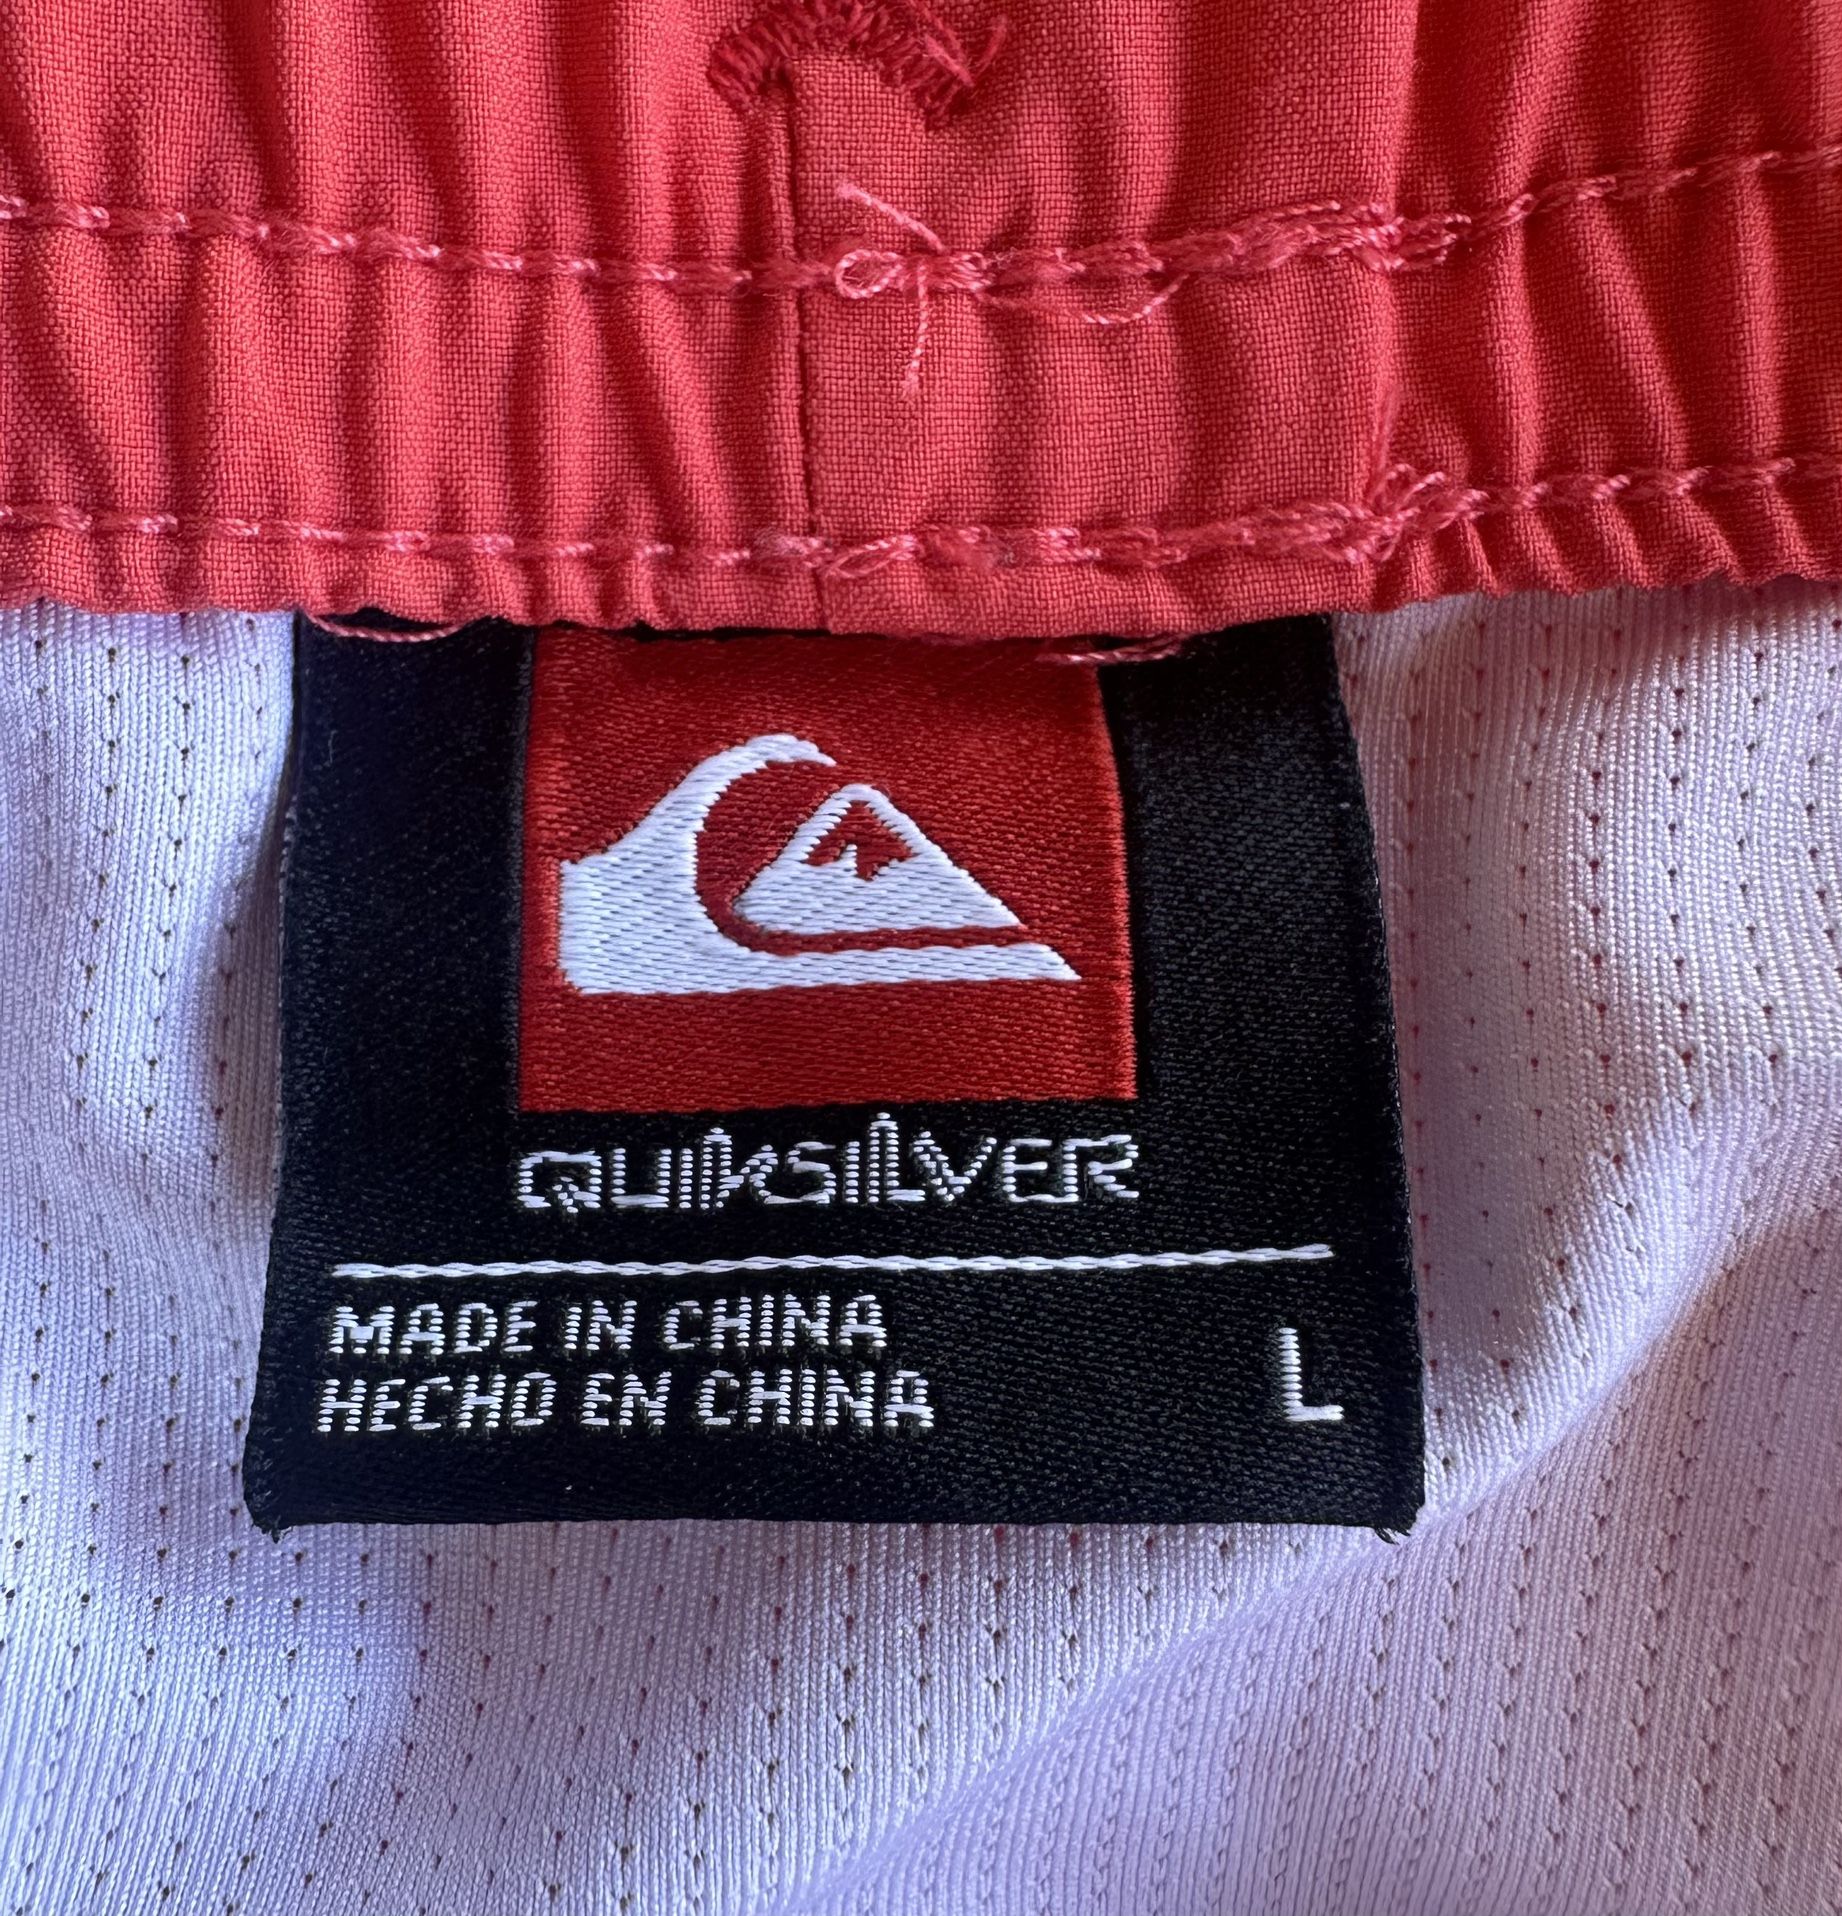 QUIKSILVER
MADE IN CHINA
HECHO EN CHINA
L